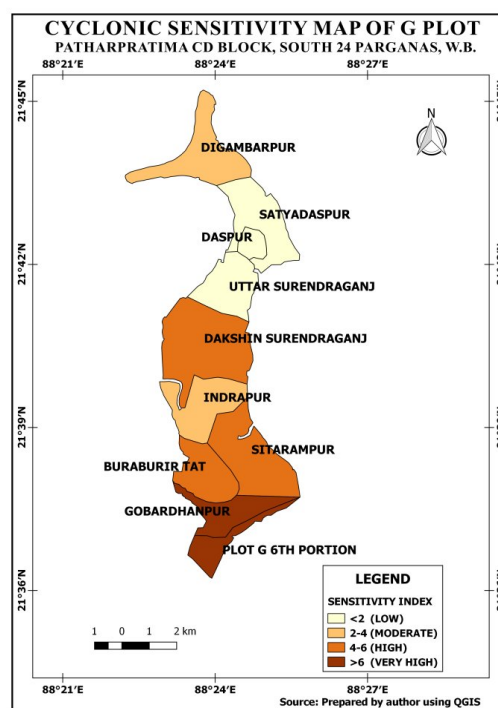 CYCLONIC SENSITIVITY MAP OF G PLOT
PATHARPRATIMA CD BLOCK, SOUTH 24 PARGANAS, W.B.
88°21'E 88°24'E 88°27'E
21°45'N
N
DIGAMBARPUR
SATYADASPUR
DASPUR
21°42'N
UTTAR SURENDRAGANJ
DAKSHIN SURENDRAGANJ
INDRAPUR
21°39'N
SITARAMPUR
BURABURIR TAT
GOBARDHANPUR
PLOT G 6TH PORTION
21°36'N
LEGEND
SENSITIVITY INDEX
<2 (LOW)
2-4 (MODERATE)
4-6 (HIGH)
>6 (VERY HIGH)
1 0 1 2 km
88°21'E 88°24'E 88°27'E
Source: Prepared by author using QGIS